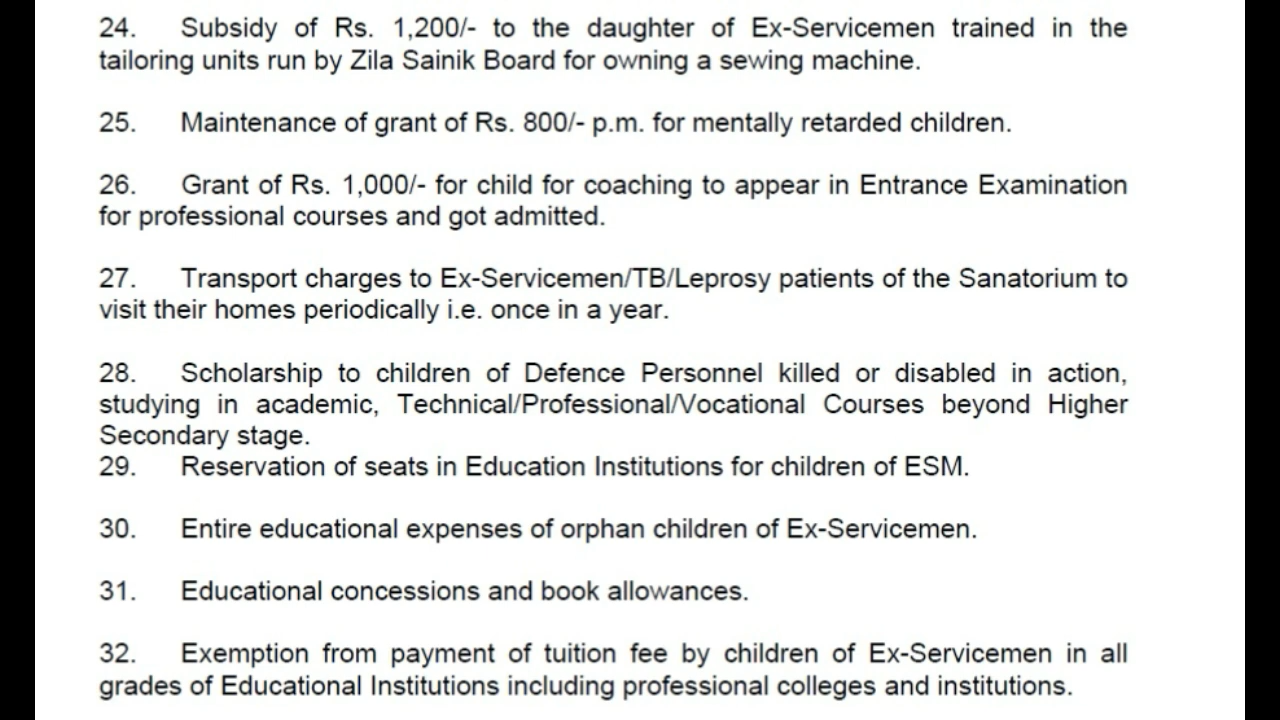 24. Subsidy of Rs. 1,200/- to the daughter of Ex-Servicemen trained in the
tailoring units run by Zila Sainik Board for owning a sewing machine.
25. Maintenance of grant of Rs. 800/- p.m. for mentally retarded children.
26. Grant of Rs. 1,000/- for child for coaching to appear in Entrance Examination
for professional courses and got admitted.
27. Transport charges to Ex-Servicemen/TB/Leprosy patients of the Sanatorium to
visit their homes periodically i.e. once in a year.
28. Scholarship to children of Defence Personnel killed or disabled in action,
studying in academic, Technical/Professional/Vocational Courses beyond Higher
Secondary stage.
29. Reservation of seats in Education Institutions for children of ESM.
30. Entire educational expenses of orphan children of Ex-Servicemen.
31. Educational concessions and book allowances.
32. Exemption from payment of tuition fee by children of Ex-Servicemen in all
grades of Educational Institutions including professional colleges and institutions.